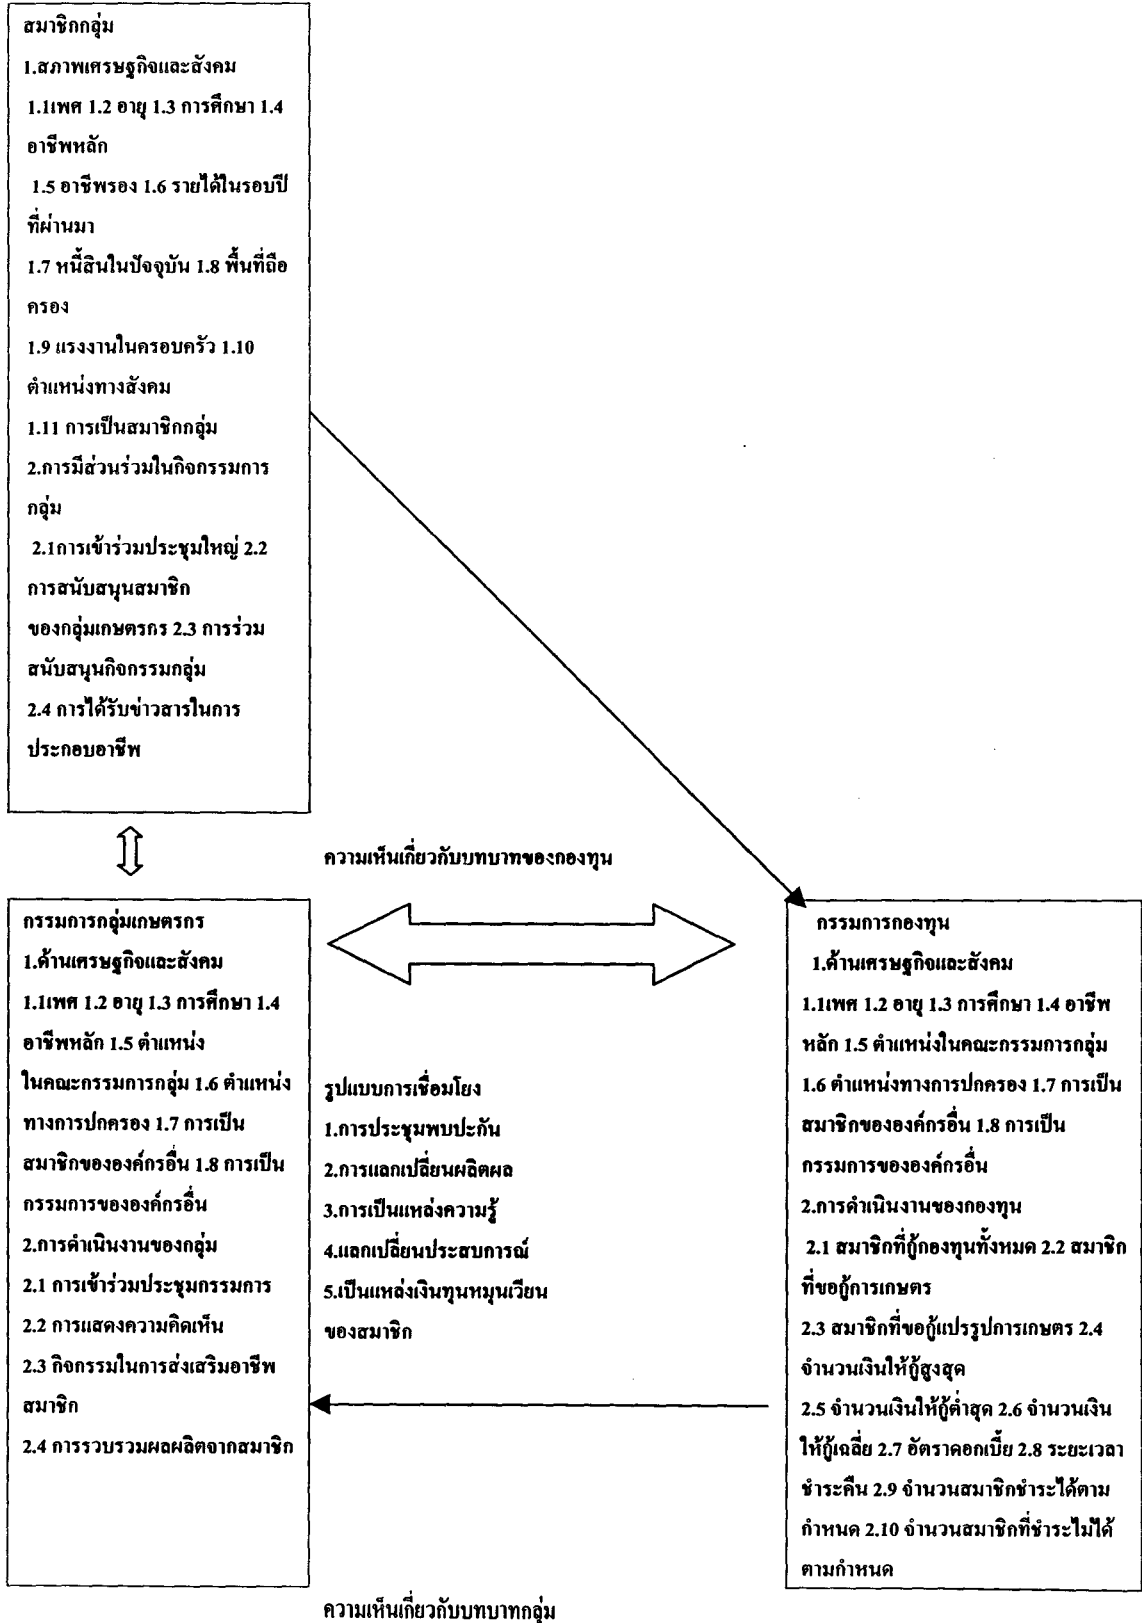 สมาชิกกลุ่ม
1.สภาพเศรษฐกิจและสังคม
1.1เพศ 1.2 อายุ 1.3 การศึกษา 1.4
อาชีพหลัก
1.5 อาชีพรอง 1.6 รายได้ในรอบปี
ที่ผ่านมา
1.7 หนี้สินในปัจจุบัน 1.8 พื้นที่ถือ
ครอง
1.9 แรงงานในครอบครัว 1.10
ตำแหน่งทางสังคม
1.11 การเป็นสมาชิกกลุ่ม
2.การมีส่วนร่วมในกิจกรรมการ
กลุ่ม
2.1การเข้าร่วมประชุมใหญ่ 2.2
การสนับสนุนสมาชิก
ของกลุ่มเกษตรกร 2.3 การร่วม
สนับสนุนกิจกรรมกลุ่ม
2.4 การได้รับข่าวสารในการ
ประกอบอาชีพ
ความเห็นเกี่ยวกับบทบาทของกองทุน
กรรมการกลุ่มเกษตรกร
1.ด้านเศรษฐกิจและสังคม
1.1เพศ 1.2 อายุ 1.3 การศึกษา 1.4
อาชีพหลัก 1.5 ตำแหน่ง
ในคณะกรรมการกลุ่ม 1.6 ตำแหน่ง
ทางการปกครอง 1.7 การเป็น
สมาชิกขององค์กรอื่น 1.8 การเป็น
กรรมการขององค์กรอื่น
2.การดำเนินงานของกลุ่ม
2.1 การเข้าร่วมประชุมกรรมการ
2.2 การแสดงความคิดเห็น
2.3 กิจกรรมในการส่งเสริมอาชีพ
สมาชิก
2.4 การรวบรวมผลผลิตจากสมาชิก
รูปแบบการเชื่อมโยง
1.การประชุมพบปะกัน
2.การแลกเปลี่ยนผลิตผล
3.การเป็นแหล่งความรู้
4.แลกเปลี่ยนประสบการณ์
5.เป็นแหล่งเงินทุนหมุนเวียน
ของสมาชิก
กรรมการกองทุน
1.ด้านเศรษฐกิจและสังคม
1.1เพศ 1.2 อายุ 1.3 การศึกษา 1.4 อาชีพ
หลัก 1.5 ตำแหน่งในคณะกรรมการกลุ่ม
1.6 ตำแหน่งทางการปกครอง 1.7 การเป็น
สมาชิกขององค์กรอื่น 1.8 การเป็น
กรรมการขององค์กรอื่น
2.การดำเนินงานของกองทุน
2.1 สมาชิกที่กู้กองทุนทั้งหมด 2.2 สมาชิก
ที่ขอกู้การเกษตร
2.3 สมาชิกที่ขอกู้แปรรูปการเกษตร 2.4
จำนวนเงินให้กู้สูงสุด
2.5 จำนวนเงินให้กู้ต่ำสุด 2.6 จำนวนเงิน
ให้กู้เฉลี่ย 2.7 อัตราดอกเบี้ย 2.8 ระยะเวลา
ชำระคืน 2.9 จำนวนสมาชิกชำระได้ตาม
กำหนด 2.10 จำนวนสมาชิกที่ชำระไม่ได้
ตามกำหนด
ความเห็นเกี่ยวกับบทบาทกลุ่ม